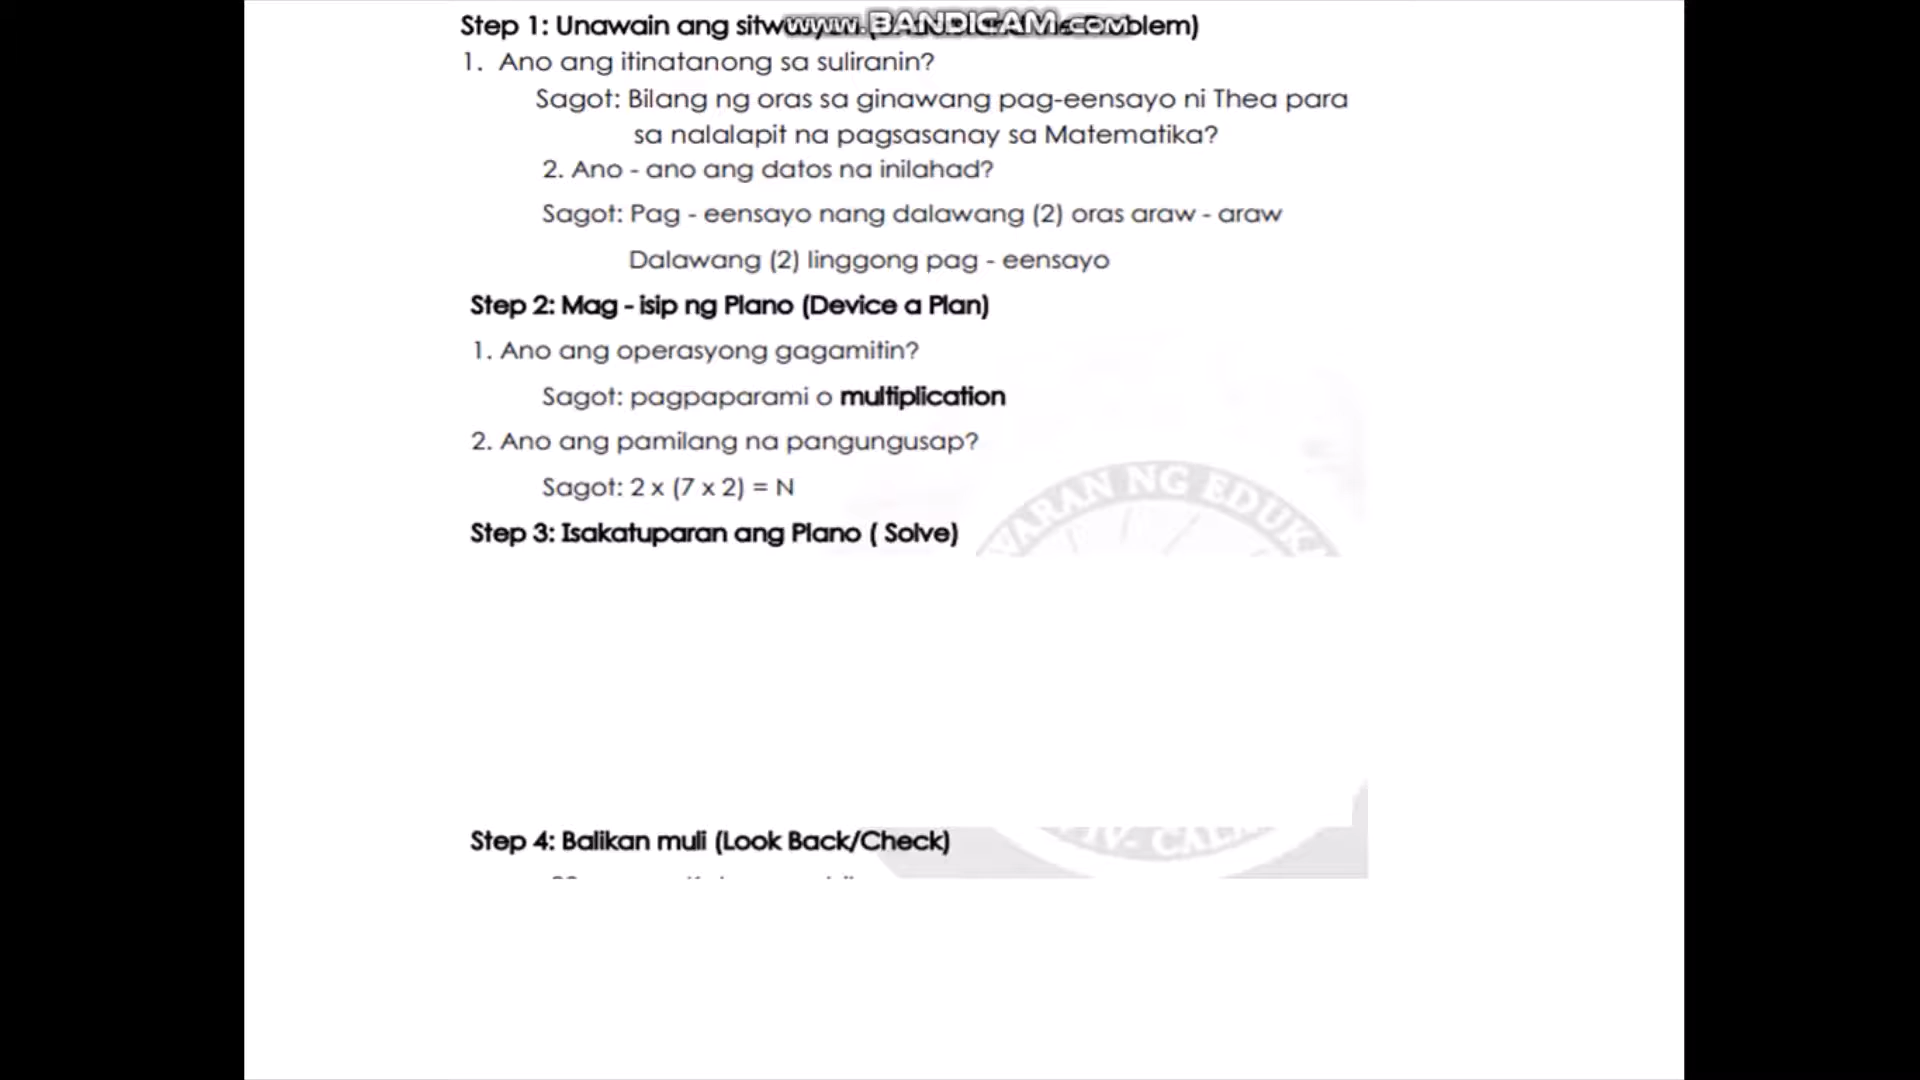 www.BANDICAM.com
Step 1: Unawain ang sitwasyon (Problem)
1. Ano ang itinatanong sa suliranin?
Sagot: Bilang ng oras sa ginawang pag-eensayo ni Thea para
sa nalalapit na pagsasanay sa Matematika?
2. Ano - ano ang datos na inilahad?
Sagot: Pag - eensayo nang dalawang (2) oras araw - araw
Dalawang (2) linggong pag - eensayo
Step 2: Mag - isip ng Plano (Device a Plan)
1. Ano ang operasyong gagamitin?
Sagot: pagpaparami o multiplication
2. Ano ang pamilang na pangungusap?
Sagot: 2 x (7 x 2) = N
Step 3: Isakatuparan ang Plano ( Solve)
NG
Step 4: Balikan muli (Look Back/Check)